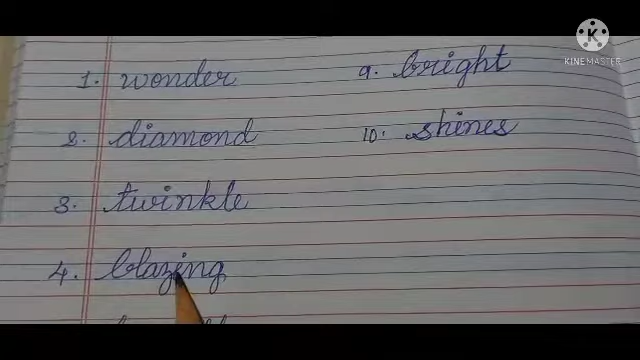 KINEMASTER
1. wonder
2. diamond
3. twinkle
4. blazing
9. bright
10. shines